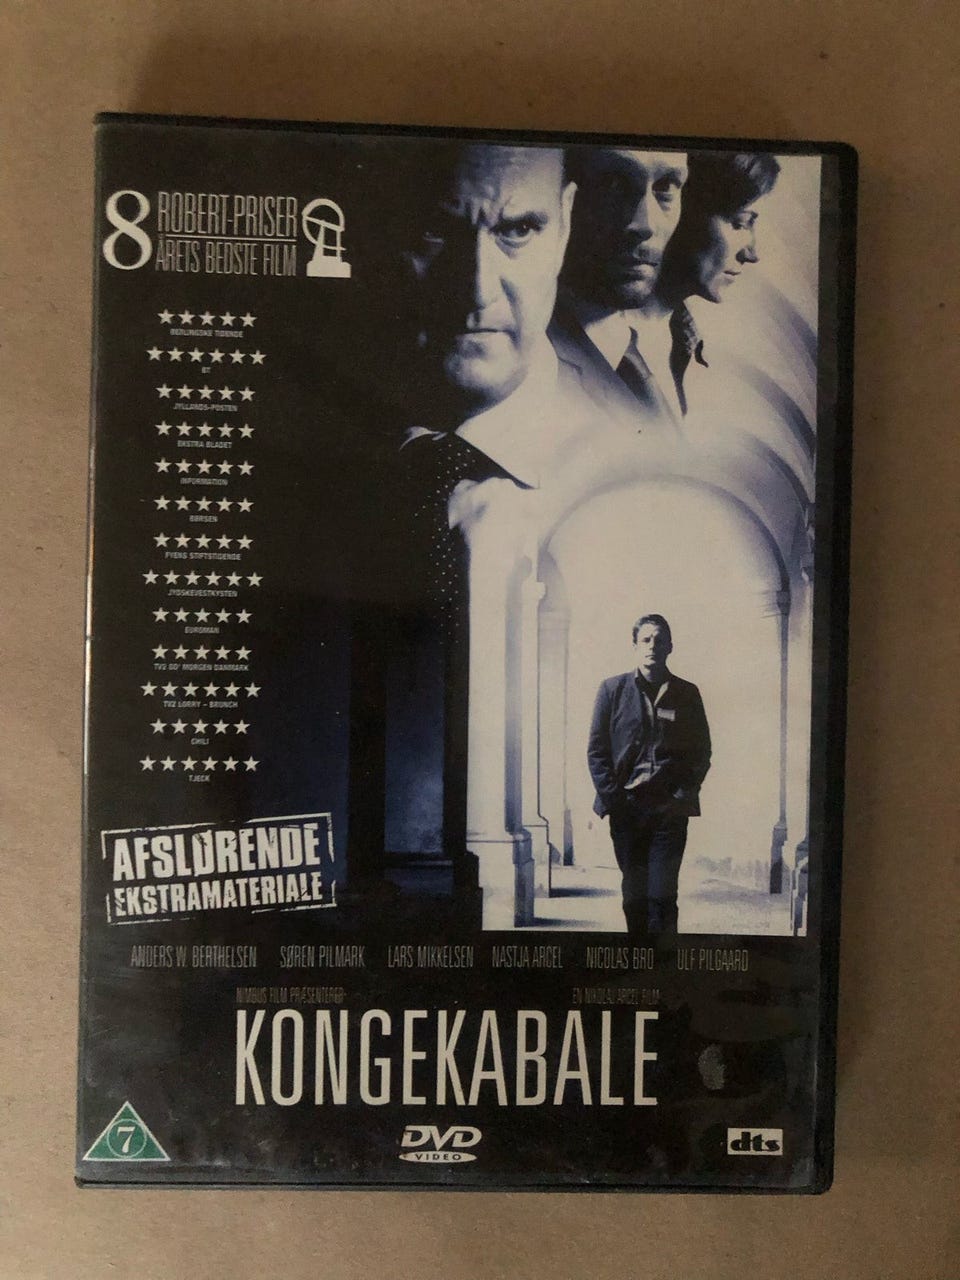 8 ROBERT-PRISER
ÅRETS BEDSTE FILM
BERLINGSKE TIDENDE
BT
JYLLANDS-POSTEN
EKSTRA BLADET
INFORMATION
BØRSEN
FYENS STIFTSTIDENDE
JYDSKEVESTKYSTEN
EUROMAN
TV2 GO' MORGEN DANMARK
TV2 LORRY - BRUNCH
CHILI
TJECK
AFSLØRENDE
EKSTRAMATERIALE
ANDERS W. BERTHELSEN SØREN PILMARK LARS MIKKELSEN NASTJA ARCEL NICOLAS BRO ULF PILGAARD
NIMBUS FILM PRÆSENTERER EN NIKOLAJ ARCEL FILM
KONGEKABALE
7
DVD
VIDEO
dts